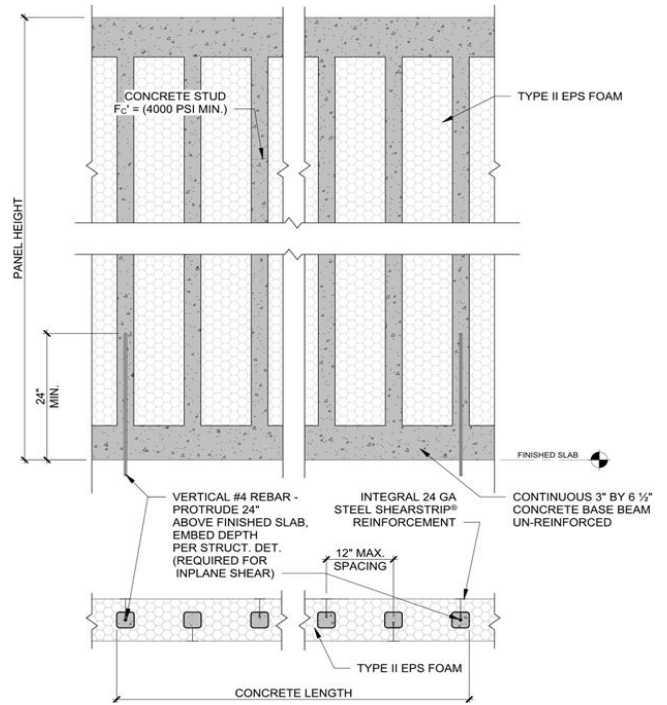 CONCRETE STUD
Fc' = (4000 PSI MIN.)
TYPE II EPS FOAM
PANEL HEIGHT
24"
MIN.
FINISHED SLAB
VERTICAL #4 REBAR -
PROTRUDE 24"
ABOVE FINISHED SLAB,
EMBED DEPTH
PER STRUCT. DET.
(REQUIRED FOR
INPLANE SHEAR)
INTEGRAL 24 GA
STEEL SHEARSTRIP®
REINFORCEMENT
CONTINUOUS 3" BY 6 ½"
CONCRETE BASE BEAM
UN-REINFORCED
12" MAX.
SPACING
TYPE II EPS FOAM
CONCRETE LENGTH